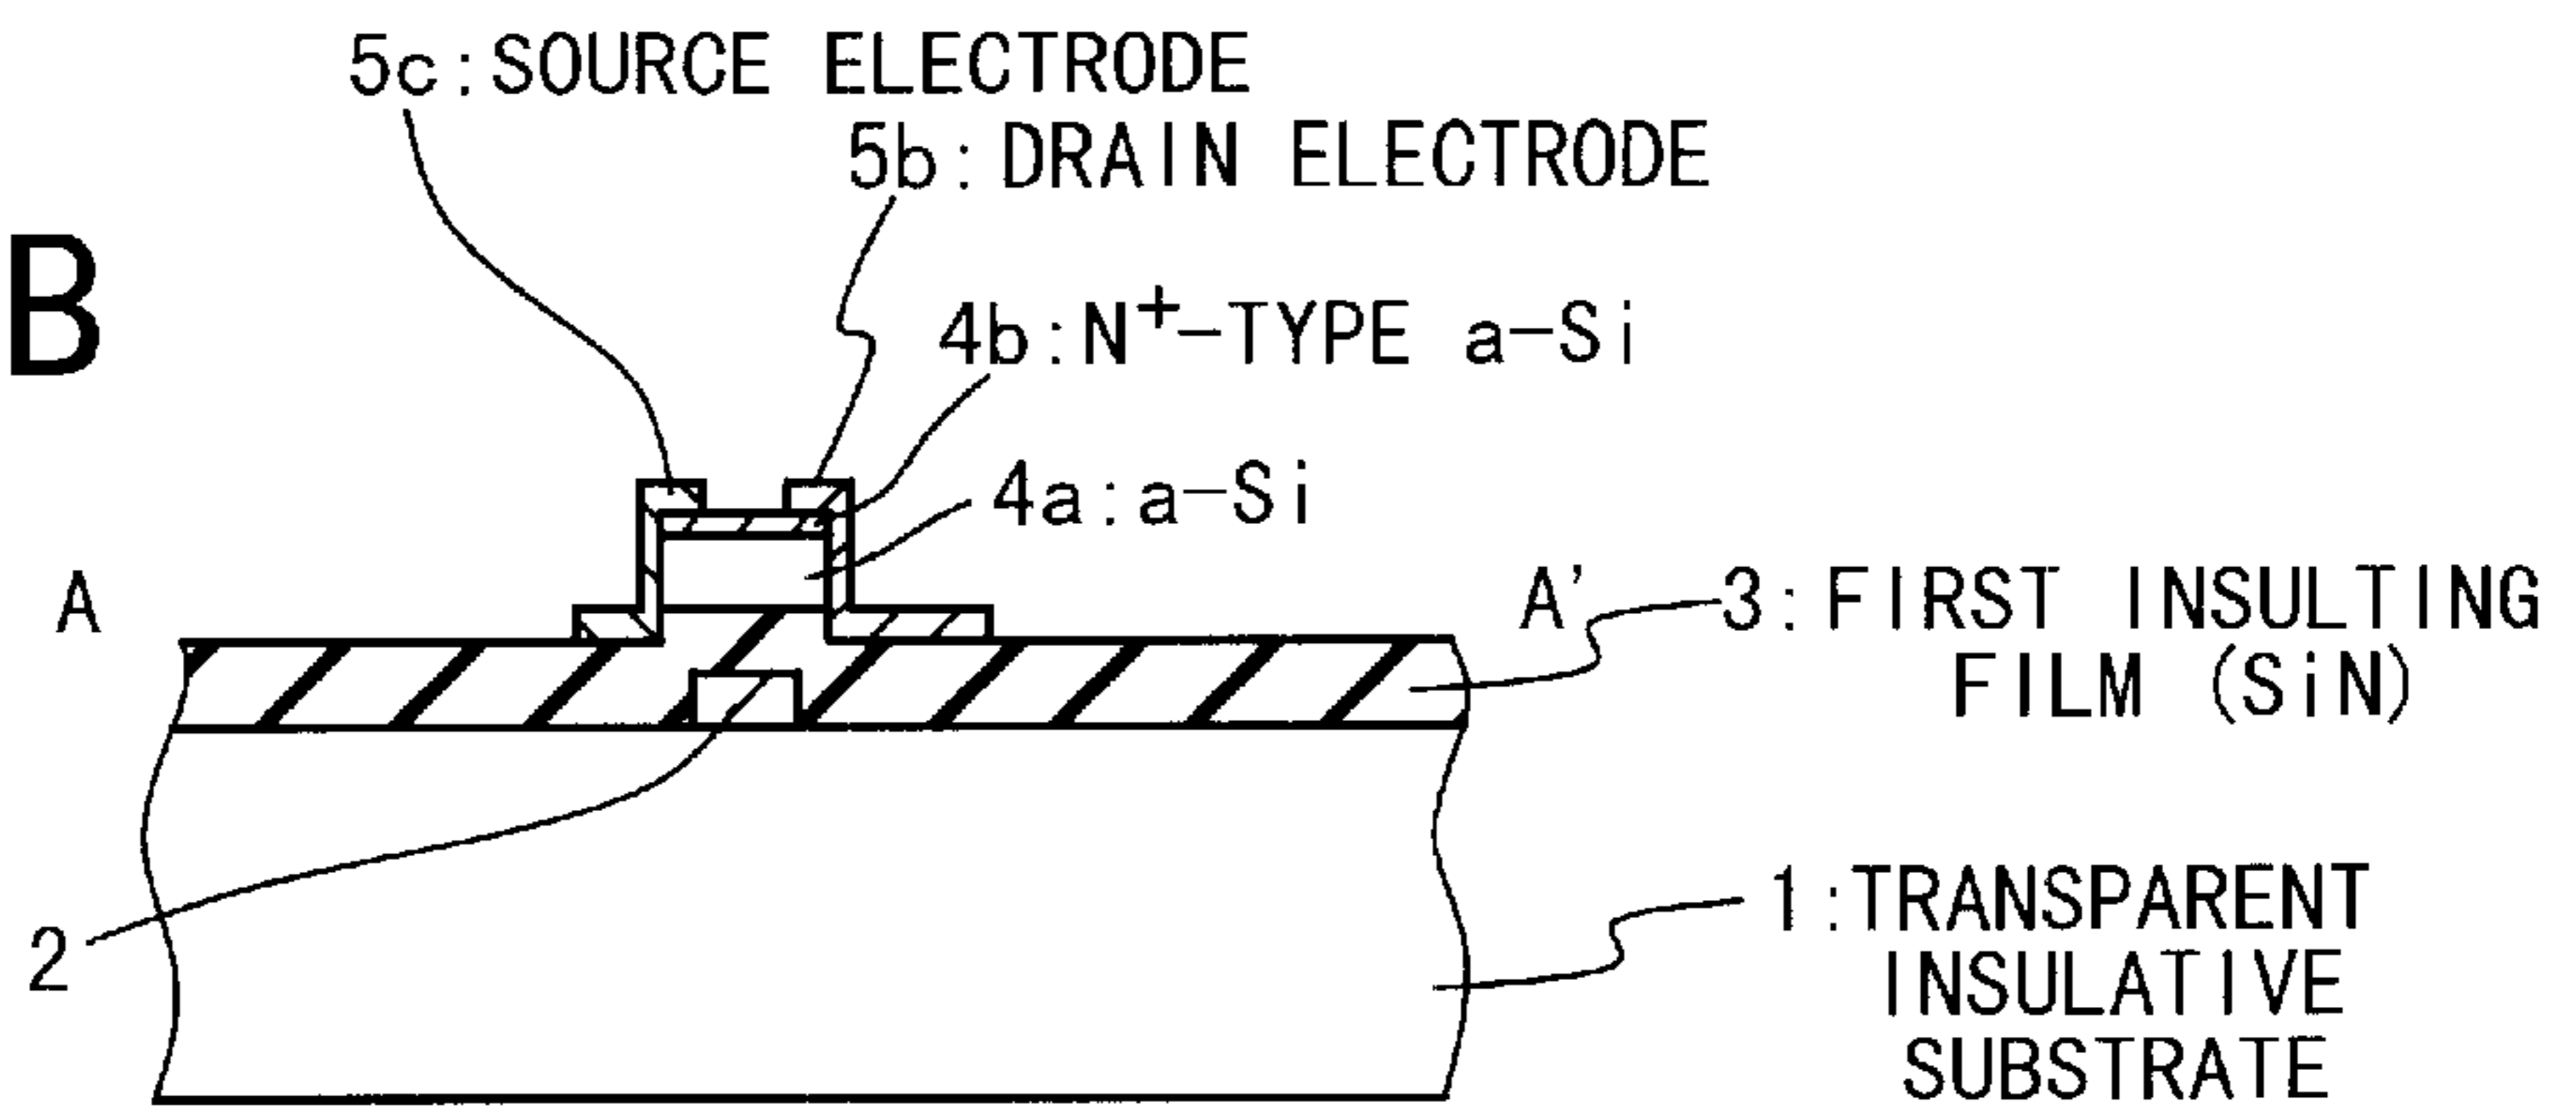 5c:SOURCE ELECTRODE
5b:DRAIN ELECTRODE
B
4b:N+-TYPE a-Si
4a:a-Si
A
A'
3:FIRST INSULTING
FILM (SiN)
2
1:TRANSPARENT
INSULATIVE
SUBSTRATE